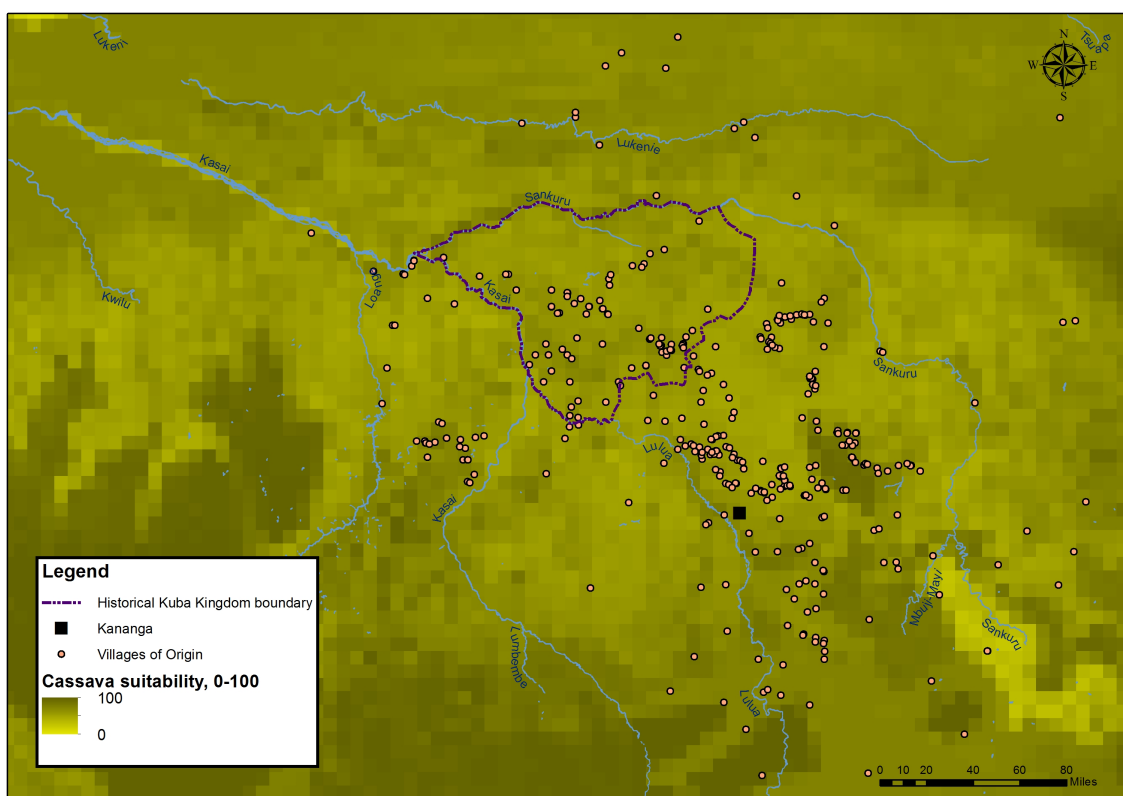 Lukeni
Tsuapa
N
W E
S
Kasai
Lukenie
Sankuru
Kwilu
Loange
Kasai
Sankuru
Lulua
Kasai
Mbuji-Mayi
Sankuru
Lumbembe
Lulua
Legend
Historical Kuba Kingdom boundary
Kananga
Villages of Origin
Cassava suitability, 0-100
100
0
0 10 20 40 60 80
Miles